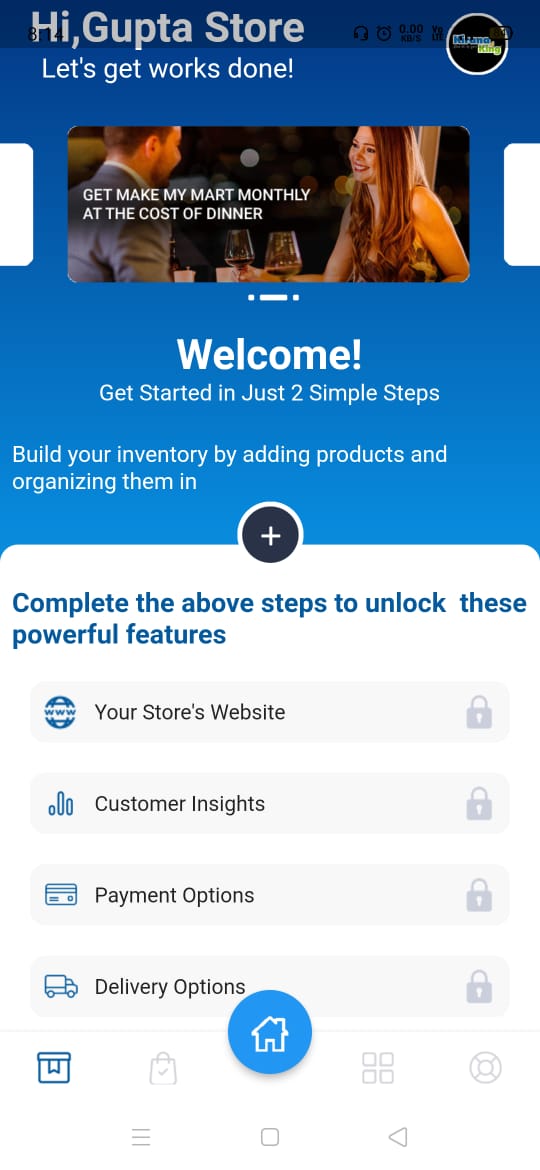 Hi,Gupta Store
8:14
0.00
KB/S
Kirana
King
Let's get works done!
GET MAKE MY MART MONTHLY
AT THE COST OF DINNER
Welcome!
Get Started in Just 2 Simple Steps
Build your inventory by adding products and
organizing them in
+
Complete the above steps to unlock  these
powerful features
www
Your Store's Website
Customer Insights
Payment Options
Delivery Options